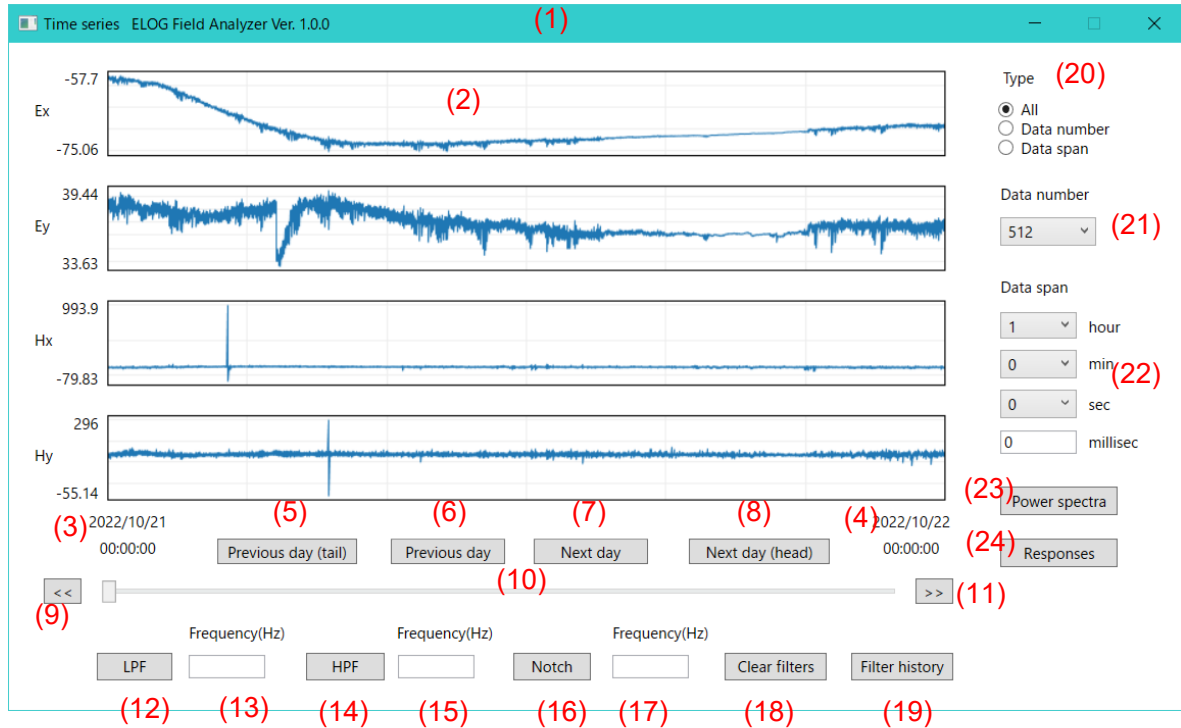 Time series ELOG Field Analyzer Ver. 1.0.0 (1)
-57.7
Ex
-75.06
(2)
39.44
Ey
33.63
993.9
Hx
-79.83
296
Hy
-55.14
(3) 2022/10/21
00:00:00
(5) (6) (7) (8)
Previous day (tail) Previous day Next day Next day (head)
(4) 2022/10/22
00:00:00
<< (10) >> (11)
(9)
Frequency(Hz) Frequency(Hz) Frequency(Hz)
LPF HPF Notch Clear filters Filter history
(12) (13) (14) (15) (16) (17) (18) (19)
Type (20)
All
Data number
Data span
Data number
512 (21)
Data span
1 hour
0 min (22)
0 sec
0 millisec
(23) Power spectra
(24) Responses